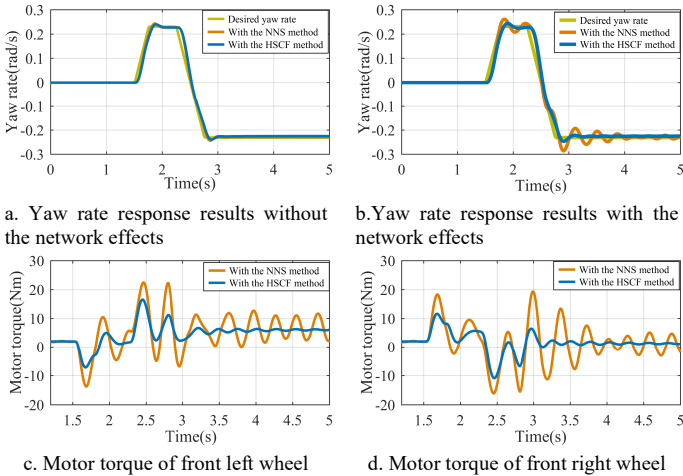 0.3
0.2
0.1
0
-0.1
-0.2
-0.3
Yaw rate(rad/s)
Desired yaw rate
With the NNS method
With the HSCF method
0 1 2 3 4 5
Time(s)
a. Yaw rate response results without
the network effects
0.3
0.2
0.1
0
-0.1
-0.2
-0.3
Yaw rate(rad/s)
Desired yaw rate
With the NNS method
With the HSCF method
0 1 2 3 4 5
Time(s)
b.Yaw rate response results with the
network effects
30
20
10
0
-10
-20
Motor torque(Nm)
With the NNS method
With the HSCF method
1.5 2 2.5 3 3.5 4 4.5 5
Time(s)
c. Motor torque of front left wheel
30
20
10
0
10
-20
Motor torque(Nm)
With the NNS method
With the HSCF method
1.5 2 2.5 3 3.5 4 4.5 5
Time(s)
d. Motor torque of front right wheel